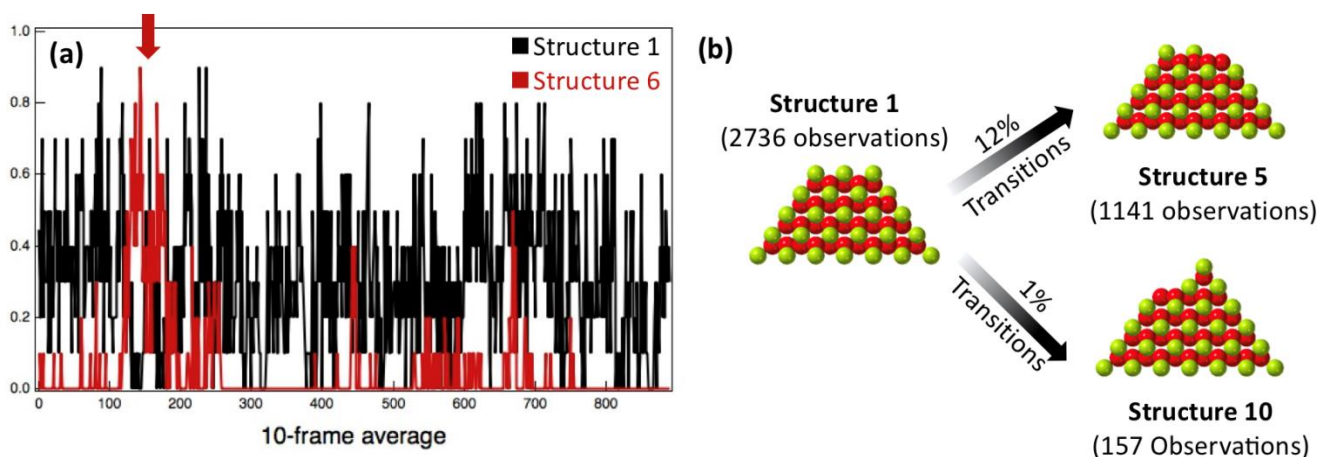 (a)
Structure 1
Structure 6
1.0
0.8
0.6
0.4
0.2
0.0
0 100 200 300 400 500 600 700 800
10-frame average
(b)
Structure 1
(2736 observations)
12%
Transitions
Structure 5
(1141 observations)
1%
Transitions
Structure 10
(157 Observations)